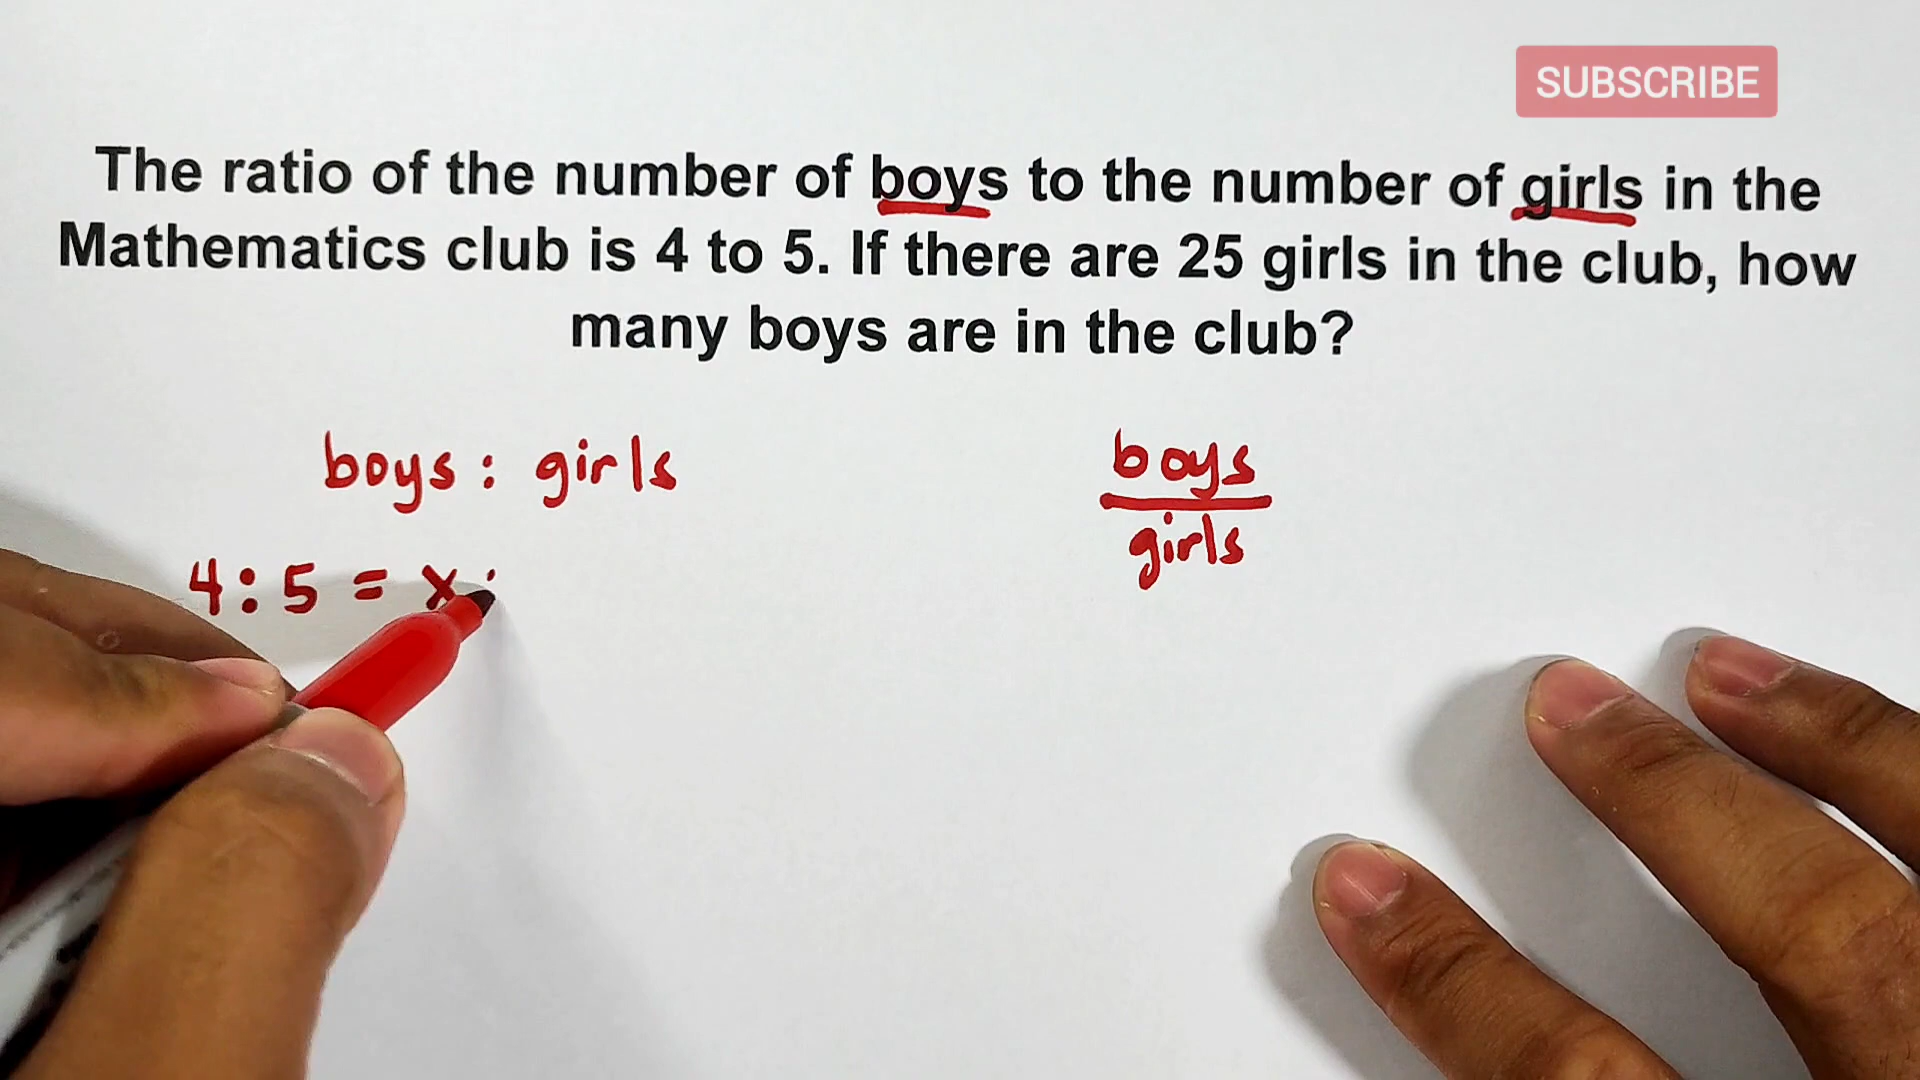 SUBSCRIBE
The ratio of the number of boys to the number of girls in the
Mathematics club is 4 to 5. If there are 25 girls in the club, how
many boys are in the club?
boys : girls
boys
girls
4 : 5 = x :